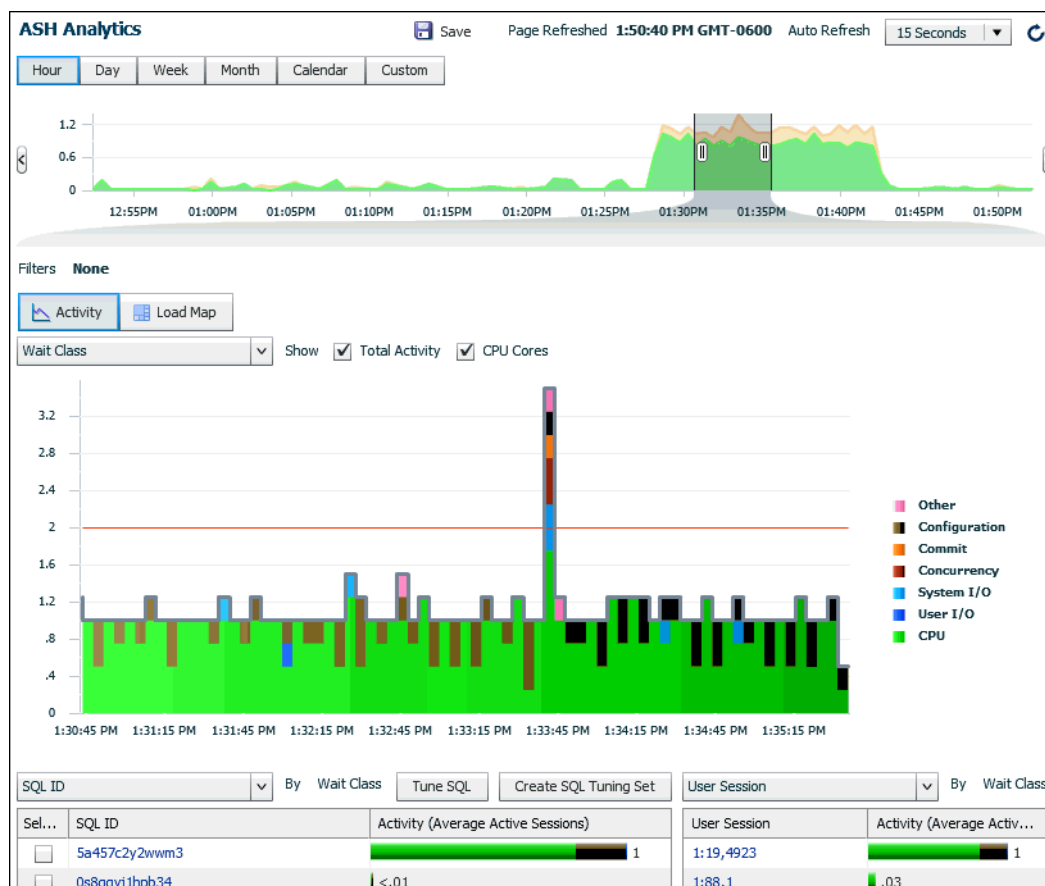 ASH Analytics Save Page Refreshed 1:50:40 PM GMT-0600 Auto Refresh 15 Seconds
Hour Day Week Month Calendar Custom
1.2
0.6
0
12:55PM 01:00PM 01:05PM 01:10PM 01:15PM 01:20PM 01:25PM 01:30PM 01:35PM 01:40PM 01:45PM 01:50PM
Filters None
Activity Load Map
Wait Class Show Total Activity CPU Cores
3.2
2.8
2.4
2
1.6
1.2
.8
.4
0
Other
Configuration
Commit
Concurrency
System I/O
User I/O
CPU
1:30:45 PM 1:31:15 PM 1:31:45 PM 1:32:15 PM 1:32:45 PM 1:33:15 PM 1:33:45 PM 1:34:15 PM 1:34:45 PM 1:35:15 PM
SQL ID By Wait Class Tune SQL Create SQL Tuning Set User Session By Wait Class
Sel... SQL ID Activity (Average Active Sessions) User Session Activity (Average Activ...
5a457c2y2wwm3 1 1:19,4923 1
<.01 1:88,1 .03